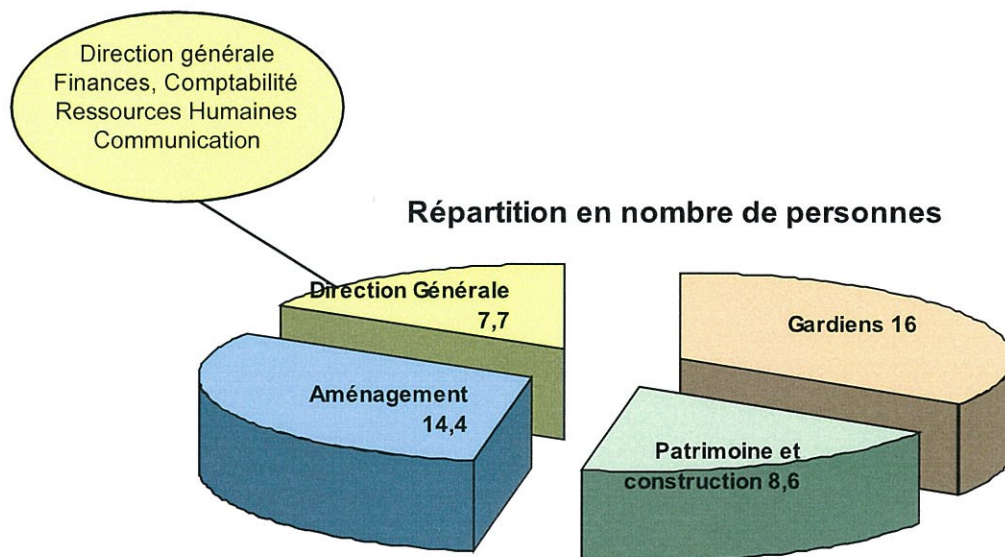 Direction générale
Finances, Comptabilité
Ressources Humaines
Communication
Répartition en nombre de personnes
Direction Générale
7,7
Gardiens 16
Aménagement
14,4
Patrimoine et
construction 8,6